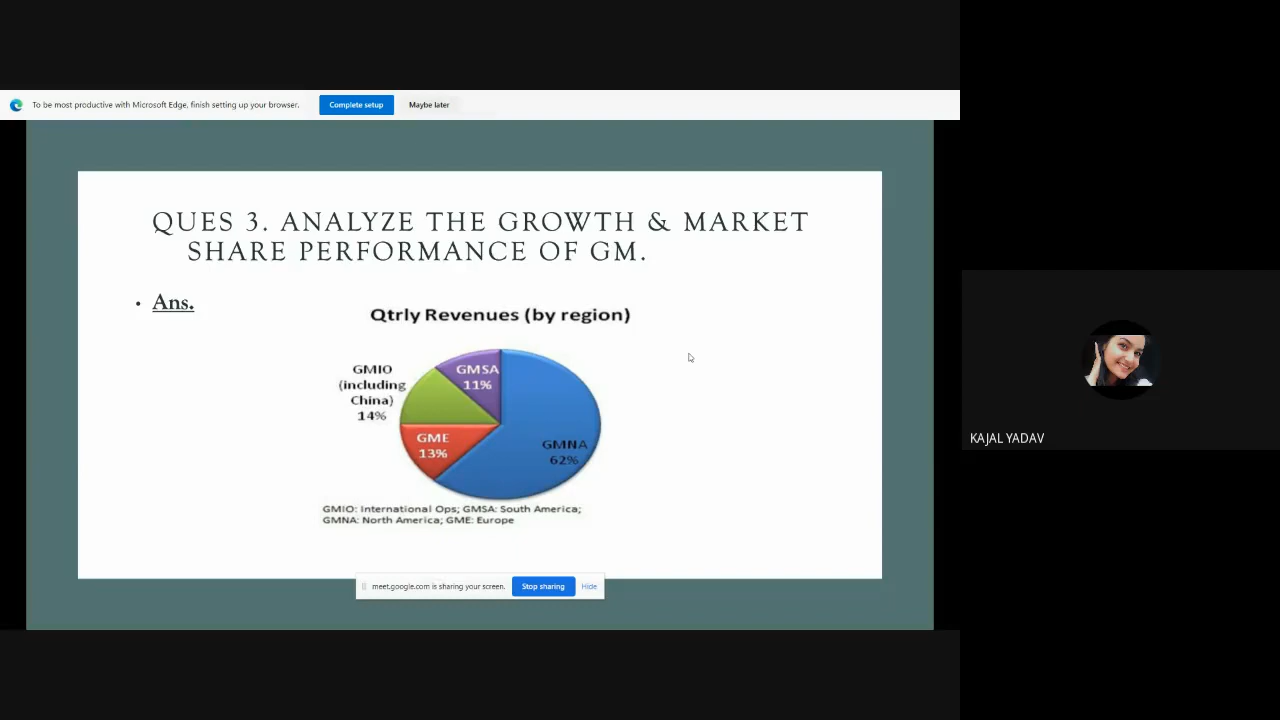 To be most productive with Microsoft Edge, finish setting up your browser.
Complete setup
Maybe later
QUES 3. ANALYZE THE GROWTH & MARKET
SHARE PERFORMANCE OF GM.
• Ans.
Qtrly Revenues (by region)
GMIO
(including
China)
14%
GMSA
11%
GME
13%
GMNA
62%
GMIO: International Ops; GMSA: South America;
GMNA: North America; GME: Europe
meet.google.com is sharing your screen.
Stop sharing
Hide
KAJAL YADAV